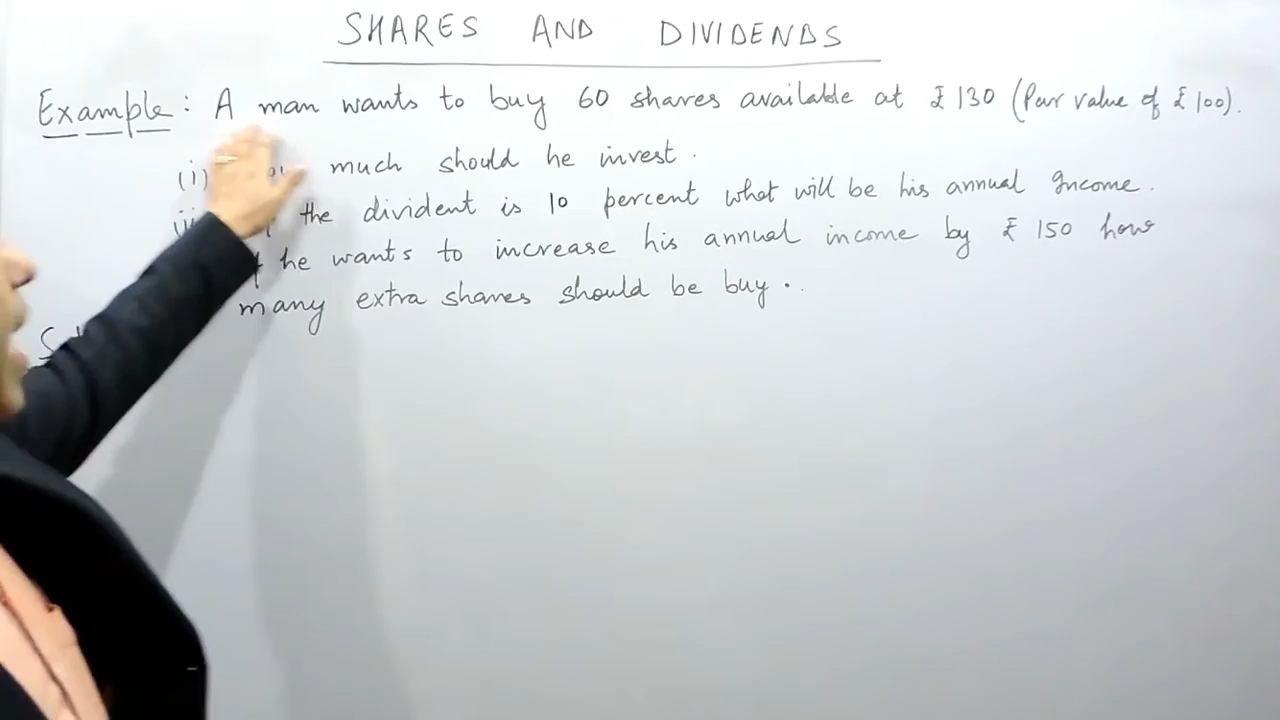 SHARES AND DIVIDENDS
Example : A man wants to buy 60 shares available at ₹ 130 (Par value of ₹ 100).
(i) much should he invest.
the divident is 10 percent what will be his annual Income.
he wants to increase his annual income by ₹ 150 how
many extra shares should be buy.